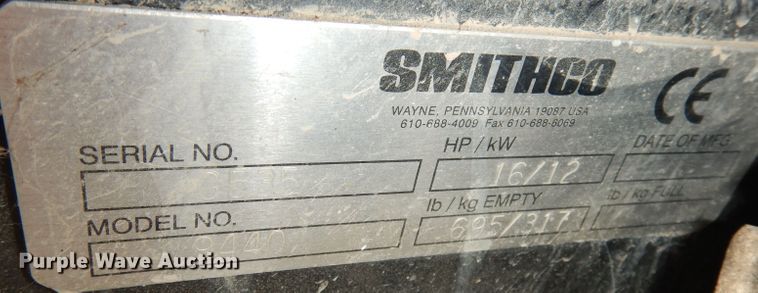 SMITHCO
CE
WAYNE, PENNSYLVANIA 19087 USA
610-688-4009 Fax 610-688-6069
SERIAL NO.
HP / kW
DATE OF MFG
16/12
MODEL NO.
lb / kg EMPTY
lb / kg FULL
695/317
Purple Wave Auction